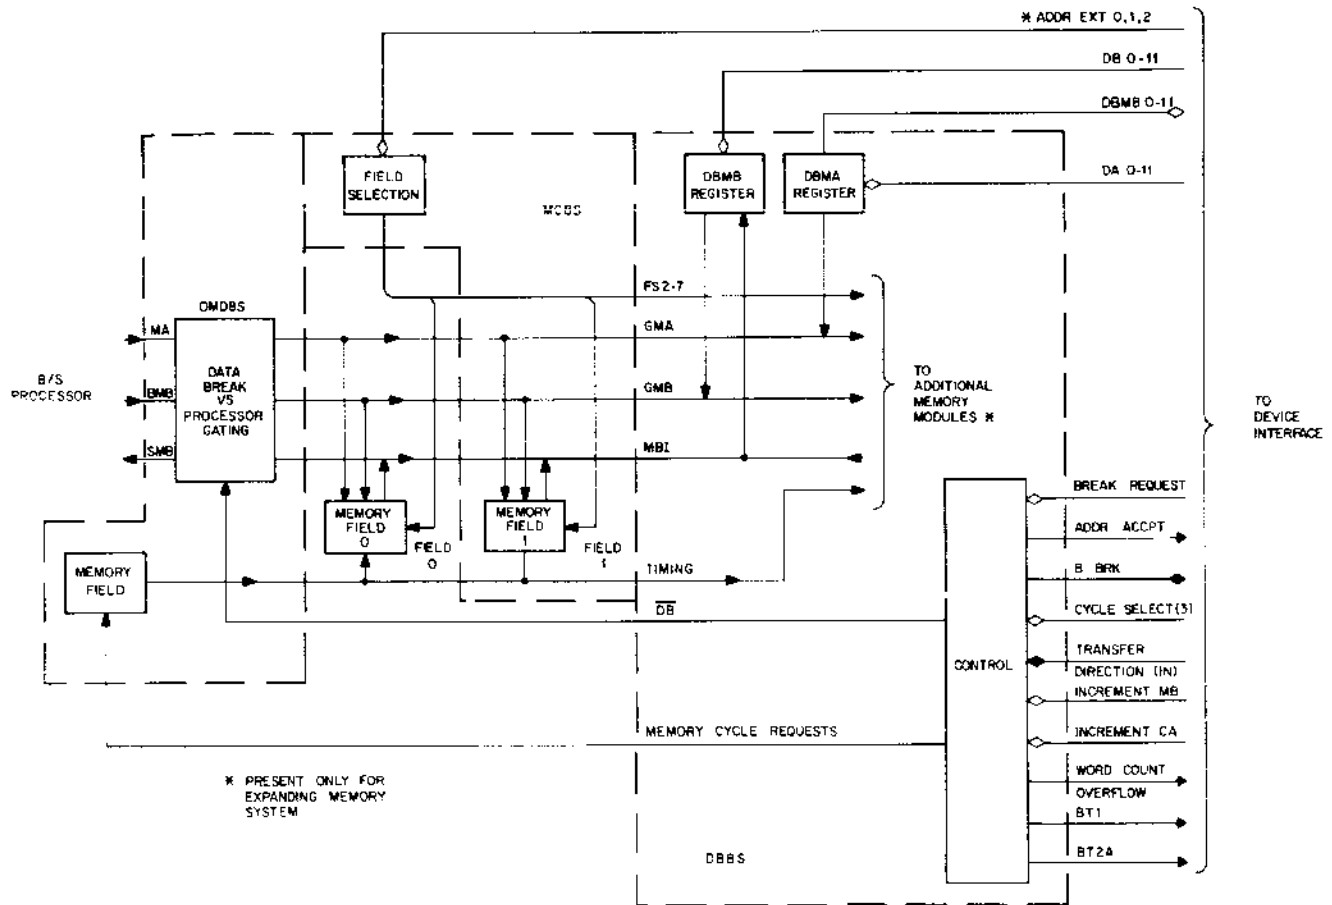 * ADDR EXT 0,1,2
DB 0-11
DBMB 0-11
DA 0-11
FIELD
SELECTION
MCBS
DBMB
REGISTER
DBMA
REGISTER
FS2-7
DMDBS
MA
GMA
DATA
BREAK
VS
PROCESSOR
GATING
8/S
PROCESSOR
BMB
GMB
TO
ADDITIONAL
MEMORY
MODULES *
TO
DEVICE
INTERFACE
SMB
MBI
MEMORY
FIELD
0
FIELD
0
MEMORY
FIELD
1
FIELD
1
MEMORY
FIELD
TIMING
DB
CONTROL
BREAK REQUEST
ADDR ACCPT
B BRK
CYCLE SELECT(3)
TRANSFER
DIRECTION (IN)
INCREMENT MB
INCREMENT CA
WORD COUNT
OVERFLOW
BT1
BT2A
MEMORY CYCLE REQUESTS
* PRESENT ONLY FOR
EXPANDING MEMORY
SYSTEM
DBBS